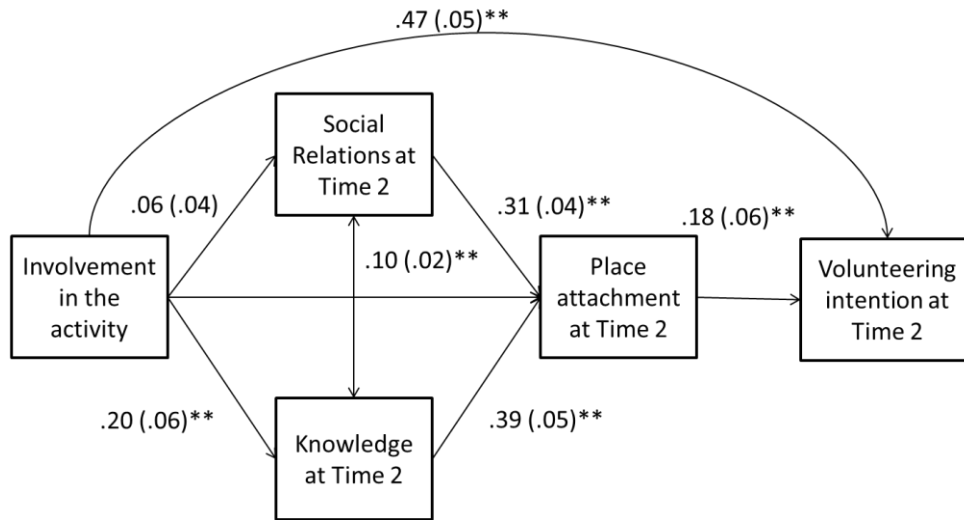 .47 (.05)**
Social
Relations at
Time 2
.06 (.04)
.31 (.04)**
.18 (.06)**
Involvement
in the
activity
.10 (.02)**
Place
attachment
at Time 2
Volunteering
intention at
Time 2
.20 (.06)**
.39 (.05)**
Knowledge
at Time 2